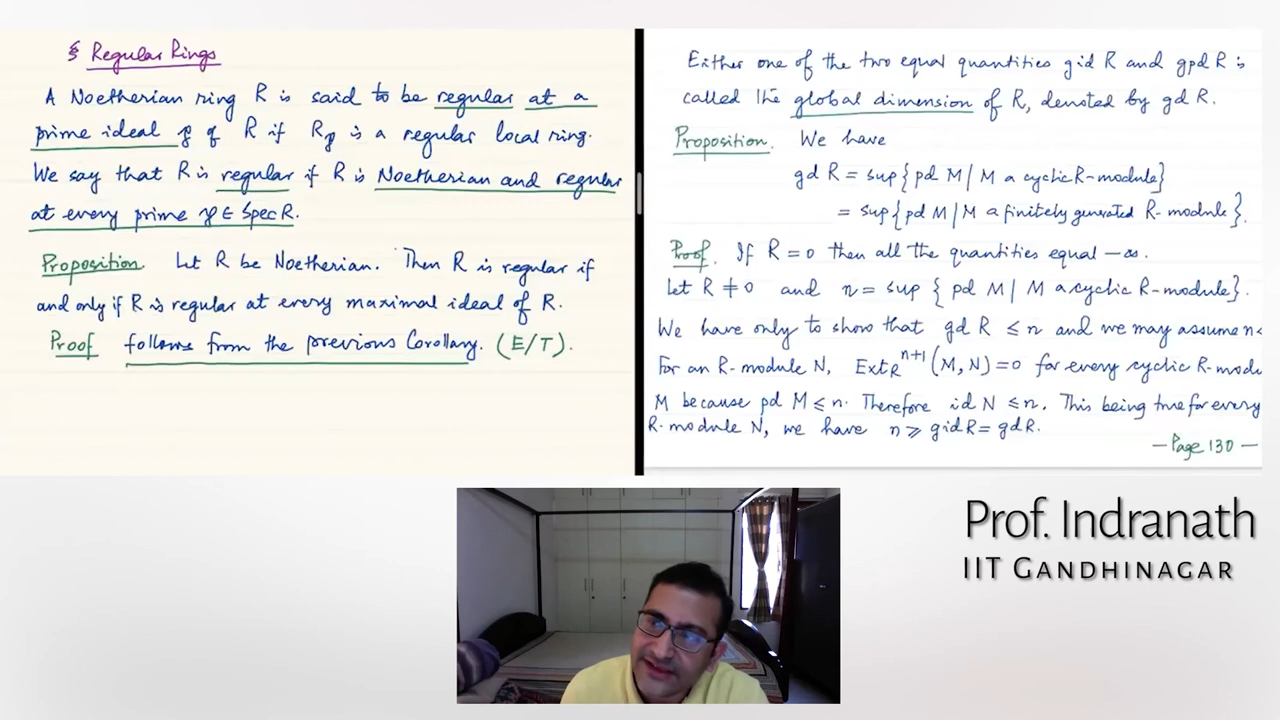 § Regular Rings
A Noetherian ring R is said to be regular at a
prime ideal 𝔭 of R if R𝔭 is a regular local ring.
We say that R is regular if R is Noetherian and regular
at every prime 𝔭 ∈ Spec R.
Proposition. Let R be Noetherian. Then R is regular if
and only if R is regular at every maximal ideal of R.
Proof follows from the previous Corollary. (E/T).
Either one of the two equal quantities gid R and gpd R is
called the global dimension of R, denoted by gd R.
Proposition. We have
gd R = sup{pd M | M a cyclic R-module}
= sup{pd M | M a finitely generated R-module}.
Proof. If R = 0 then all the quantities equal -∞.
Let R ≠ 0 and n = sup { pd M | M a cyclic R-module}.
We have only to show that gd R ≤ n and we may assume n <
For an R-module N, Ext_R^{n+1}(M, N) = 0 for every cyclic R-modu
M because pd M ≤ n. Therefore id N ≤ n. This being true for every
R-module N, we have n ≥ gid R = gd R.
— Page 130 —
Prof. Indranath
IIT GANDHINAGAR